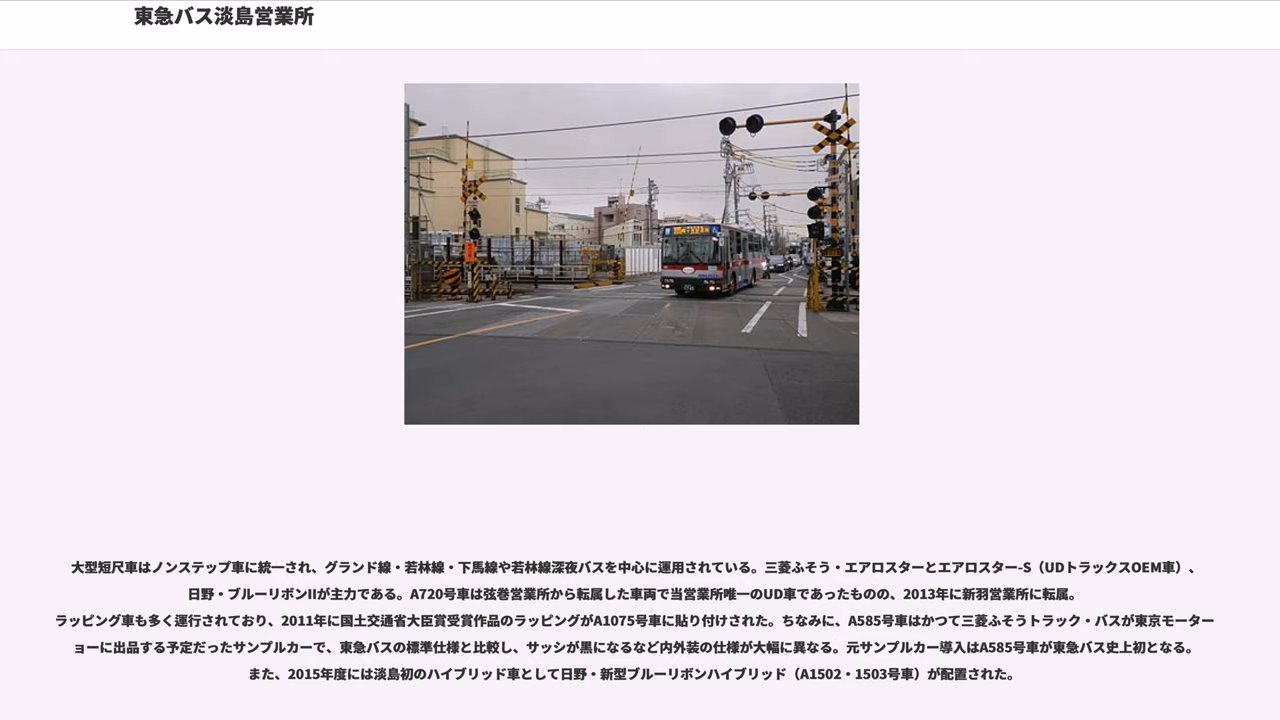 東急バス淡島営業所
大型短尺車はノンステップ車に統一され、グランド線・若林線・下馬線や若林線深夜バスを中心に運用されている。三菱ふそう・エアロスターとエアロスター-S（UDトラックスOEM車）、
日野・ブルーリボンIIが主力である。A720号車は弦巻営業所から転属した車両で当営業所唯一のUD車であったものの、2013年に新羽営業所に転属。
ラッピング車も多く運行されており、2011年に国土交通省大臣賞受賞作品のラッピングがA1075号車に貼り付けされた。ちなみに、A585号車はかつて三菱ふそうトラック・バスが東京モーター
ョーに出品する予定だったサンプルカーで、東急バスの標準仕様と比較し、サッシが黒になるなど内外装の仕様が大幅に異なる。元サンプルカー導入はA585号車が東急バス史上初となる。
また、2015年度には淡島初のハイブリッド車として日野・新型ブルーリボンハイブリッド（A1502・1503号車）が配置された。